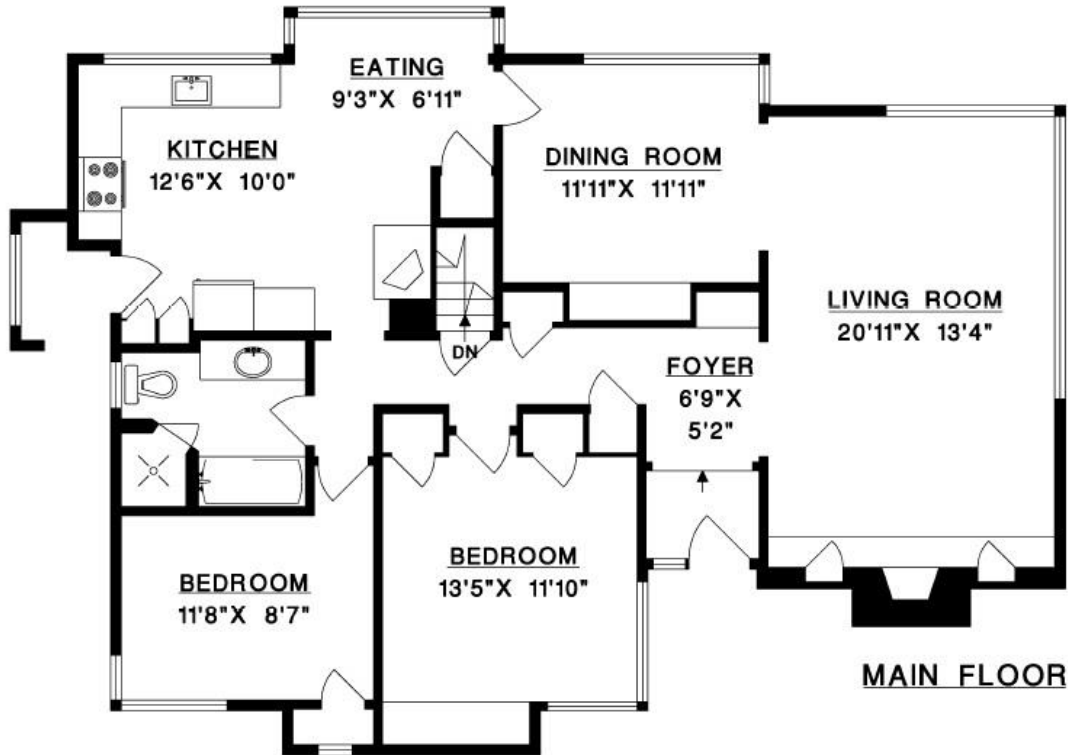 EATING
9'3"X 6'11"
KITCHEN
12'6"X 10'0"
DINING ROOM
11'11"X 11'11"
LIVING ROOM
20'11"X 13'4"
DN
FOYER
6'9"X
5'2"
BEDROOM
11'8"X 8'7"
BEDROOM
13'5"X 11'10"
MAIN FLOOR